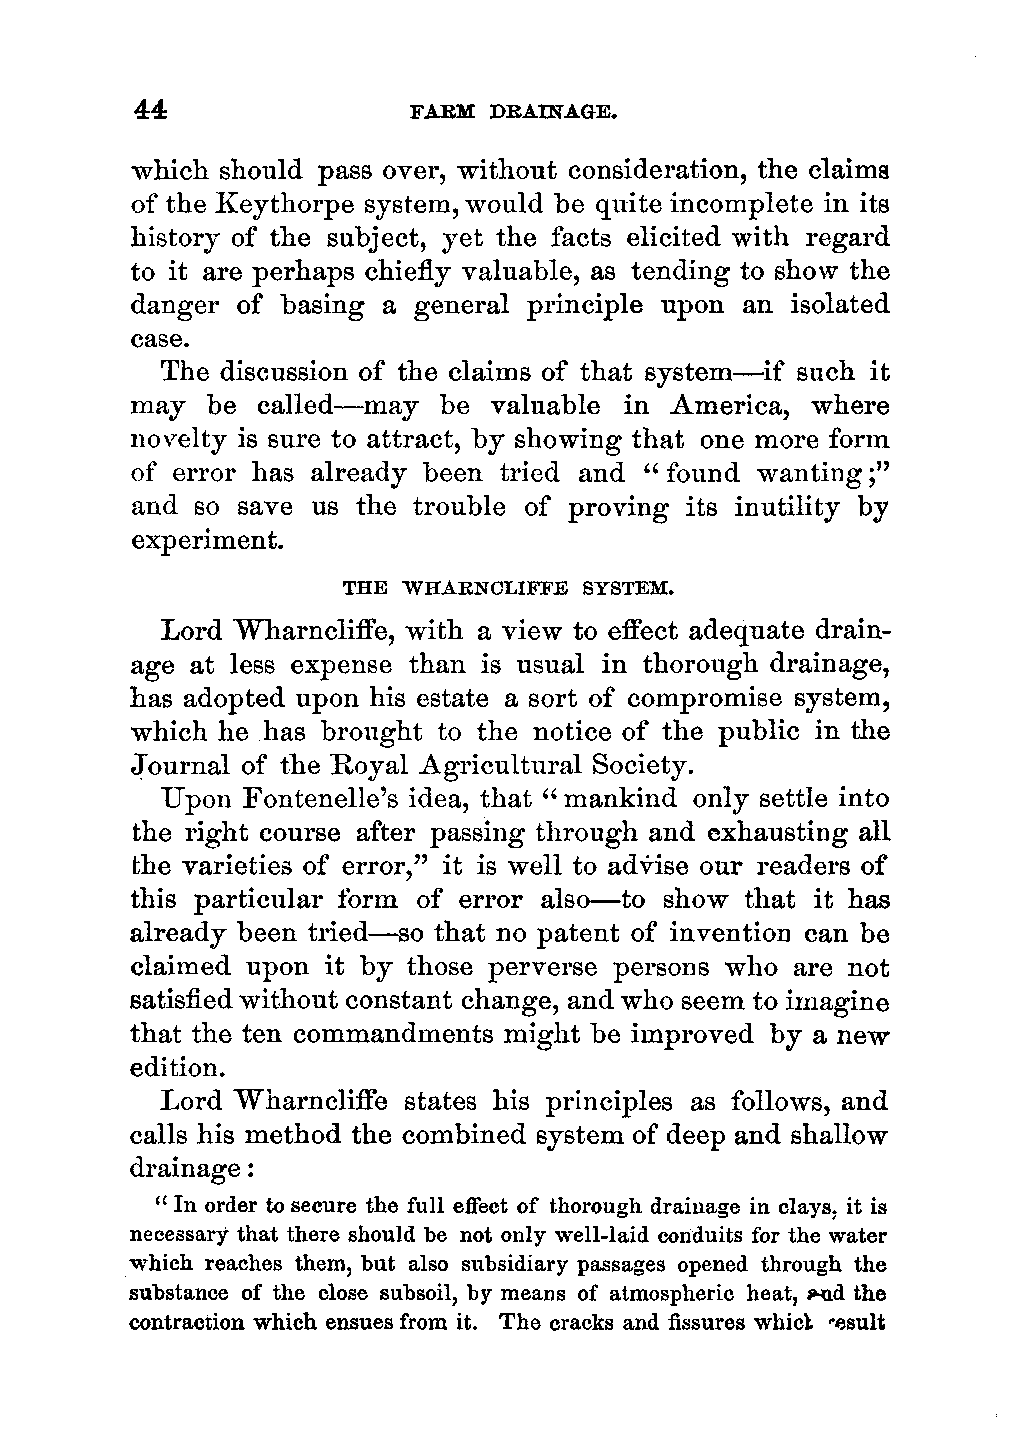 44 FARM DRAINAGE.
which should pass over, without consideration, the claims
of the Keythorpe system, would be quite incomplete in its
history of the subject, yet the facts elicited with regard
to it are perhaps chiefly valuable, as tending to show the
danger of basing a general principle upon an isolated
case.
The discussion of the claims of that system—if such it
may be called—may be valuable in America, where
novelty is sure to attract, by showing that one more form
of error has already been tried and “found wanting;”
and so save us the trouble of proving its inutility by
experiment.
THE WHARNCLIFFE SYSTEM.
Lord Wharncliffe, with a view to effect adequate drain-
age at less expense than is usual in thorough drainage,
has adopted upon his estate a sort of compromise system,
which he has brought to the notice of the public in the
Journal of the Royal Agricultural Society.
Upon Fontenelle’s idea, that “mankind only settle into
the right course after passing through and exhausting all
the varieties of error,” it is well to advise our readers of
this particular form of error also—to show that it has
already been tried—so that no patent of invention can be
claimed upon it by those perverse persons who are not
satisfied without constant change, and who seem to imagine
that the ten commandments might be improved by a new
edition.
Lord Wharncliffe states his principles as follows, and
calls his method the combined system of deep and shallow
drainage:
“In order to secure the full effect of thorough drainage in clays, it is
necessary that there should be not only well-laid conduits for the water
which reaches them, but also subsidiary passages opened through the
substance of the close subsoil, by means of atmospheric heat, and the
contraction which ensues from it. The cracks and fissures which result